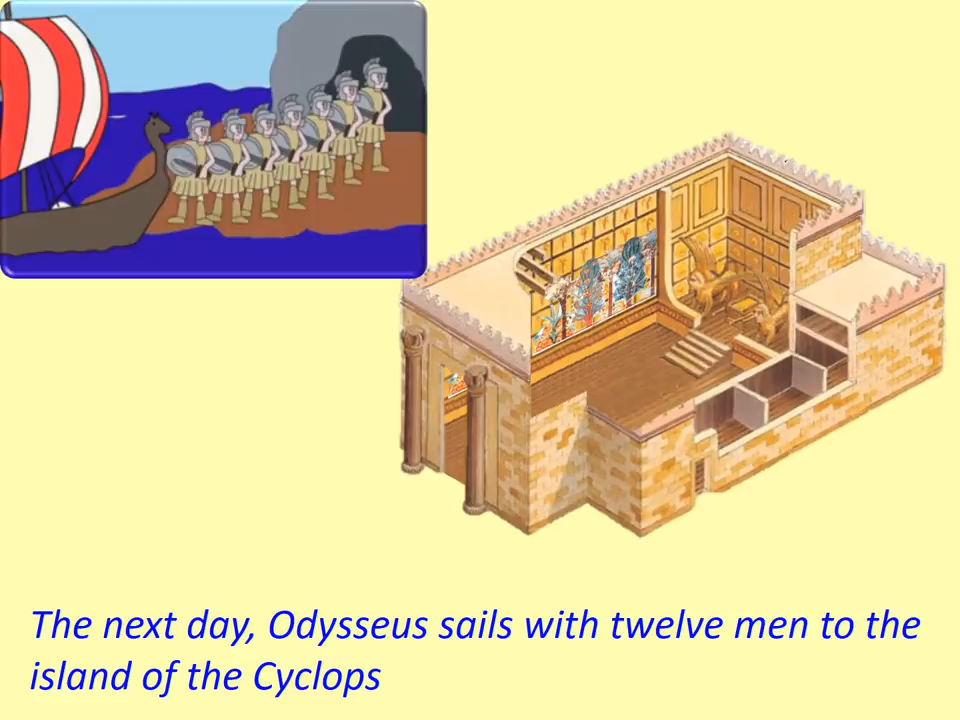 The next day, Odysseus sails with twelve men to the
island of the Cyclops